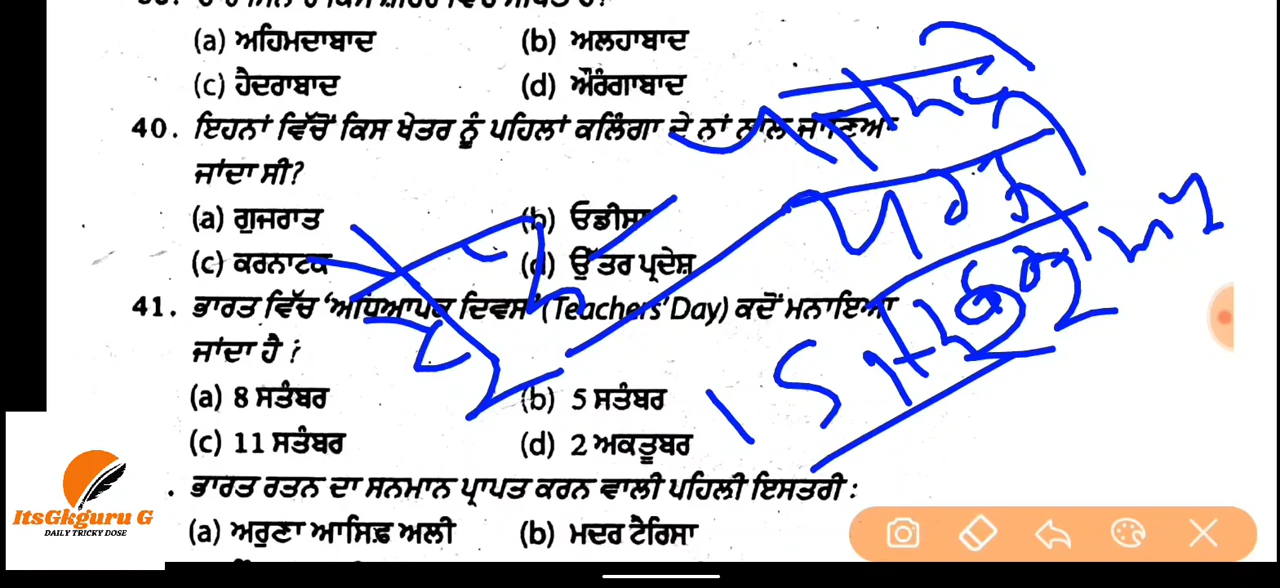 (a) ਅਹਿਮਦਾਬਾਦ (b) ਅਲਹਾਬਾਦ
(c) ਹੈਦਰਾਬਾਦ (d) ਔਰੰਗਾਬਾਦ
40. ਇਹਨਾਂ ਵਿੱਚੋਂ ਕਿਸ ਖੇਤਰ ਨੂੰ ਪਹਿਲਾਂ ਕਲਿੰਗਾ ਦੇ ਨਾਂ ਨਾਲ ਜਾਣਿਆ
ਜਾਂਦਾ ਸੀ?
(a) ਗੁਜਰਾਤ (b) ਓਡੀਸਾ
(c) ਕਰਨਾਟਕ (d) ਉੱਤਰ ਪ੍ਰਦੇਸ਼
41. ਭਾਰਤ ਵਿੱਚ 'ਅਧਿਆਪਕ ਦਿਵਸ' (Teachers' Day) ਕਦੋਂ ਮਨਾਇਆ
ਜਾਂਦਾ ਹੈ ?
(a) 8 ਸਤੰਬਰ (b) 5 ਸਤੰਬਰ
(c) 11 ਸਤੰਬਰ (d) 2 ਅਕਤੂਬਰ
. ਭਾਰਤ ਰਤਨ ਦਾ ਸਨਮਾਨ ਪ੍ਰਾਪਤ ਕਰਨ ਵਾਲੀ ਪਹਿਲੀ ਇਸਤਰੀ :
(a) ਅਰੁਣਾ ਆਸਿਫ਼ ਅਲੀ (b) ਮਦਰ ਟੈਰਿਸਾ
ItsGkguru G
DAILY TRICKY DOSE